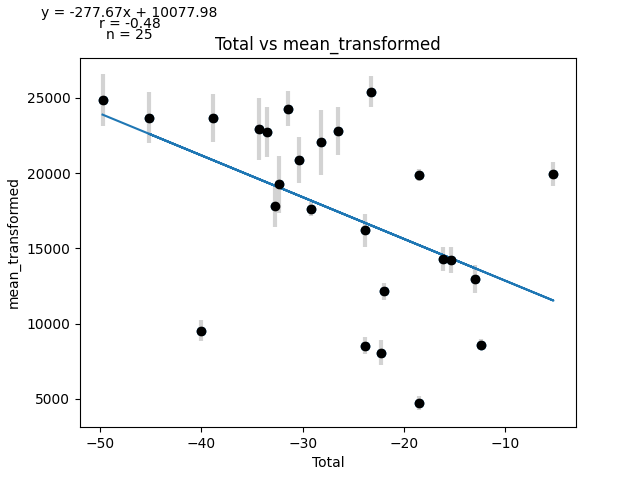 y = -277.67x + 10077.98
r = -0.48
n = 25
Total vs mean_transformed
25000
20000
15000
10000
5000
mean_transformed
−50
−40
−30
−20
−10
Total